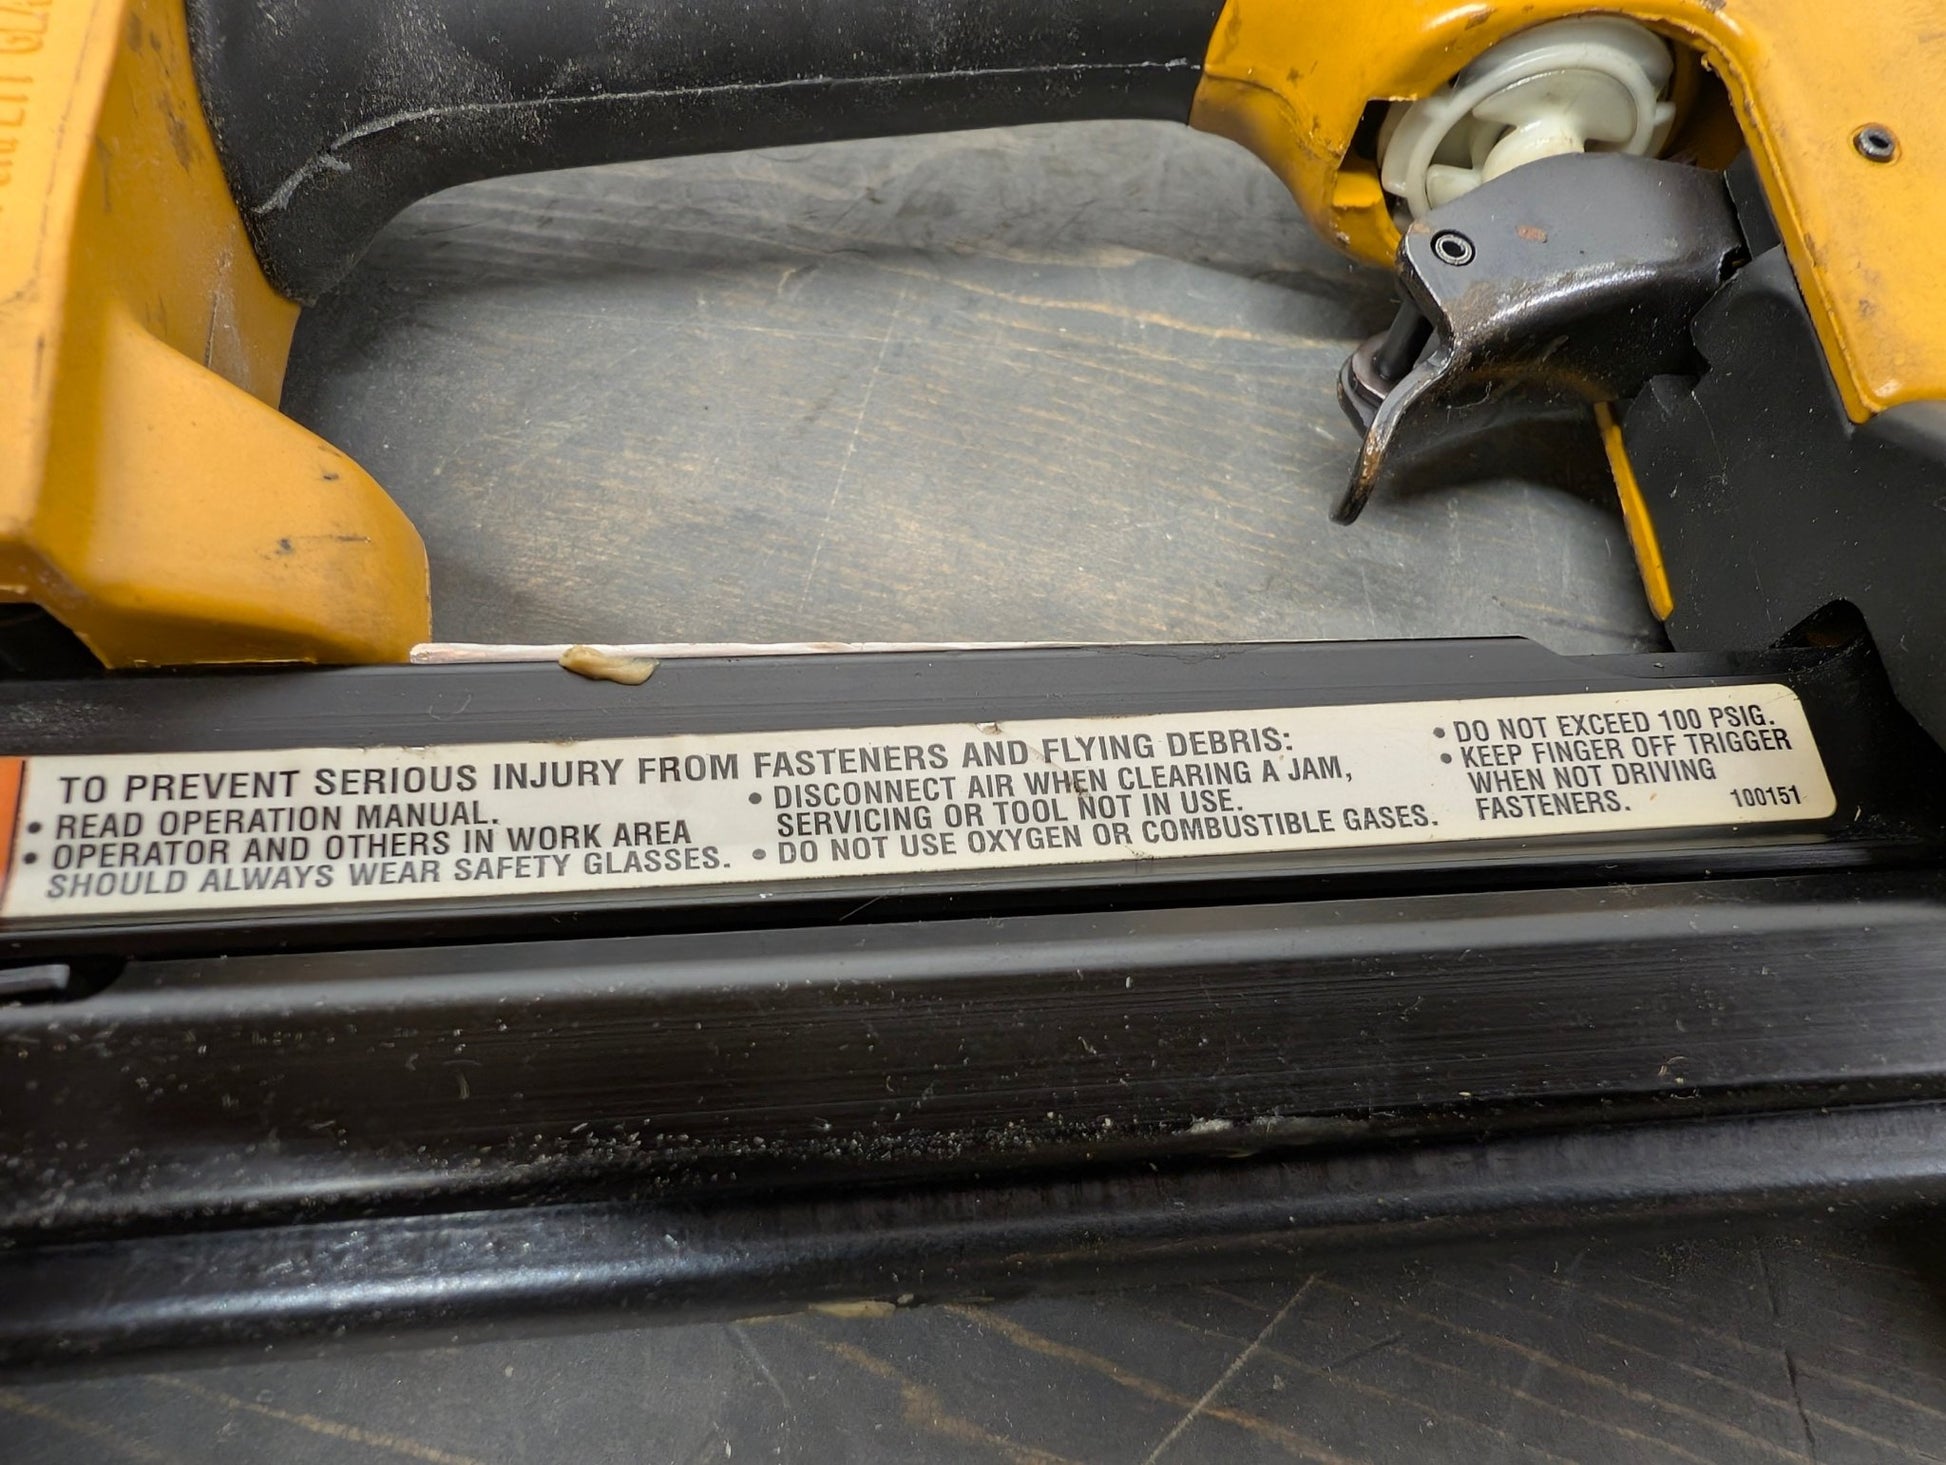 TO PREVENT SERIOUS INJURY FROM FASTENERS AND FLYING DEBRIS:
• READ OPERATION MANUAL.
• OPERATOR AND OTHERS IN WORK AREA
SHOULD ALWAYS WEAR SAFETY GLASSES.
• DISCONNECT AIR WHEN CLEARING A JAM,
SERVICING OR TOOL NOT IN USE.
• DO NOT USE OXYGEN OR COMBUSTIBLE GASES.
• DO NOT EXCEED 100 PSIG.
• KEEP FINGER OFF TRIGGER
WHEN NOT DRIVING
FASTENERS.
100151